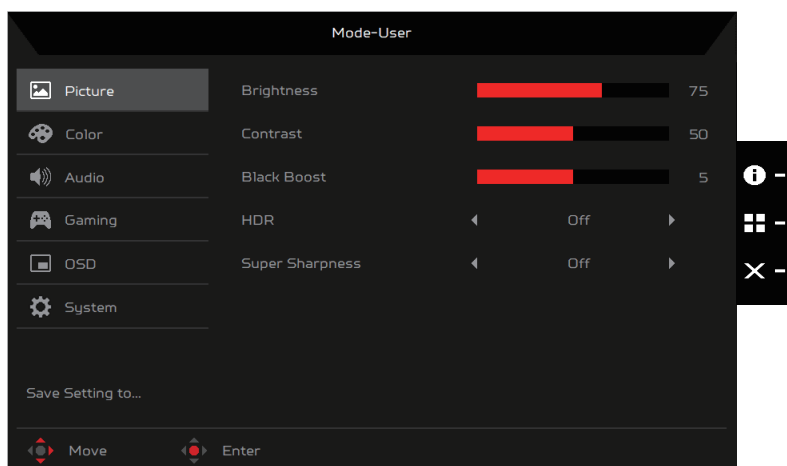 Mode-User
Picture
Brightness 75
Color
Contrast 50
Audio
Black Boost 5
Gaming
HDR Off
OSD
Super Sharpness Off
System
Save Setting to...
Move Enter